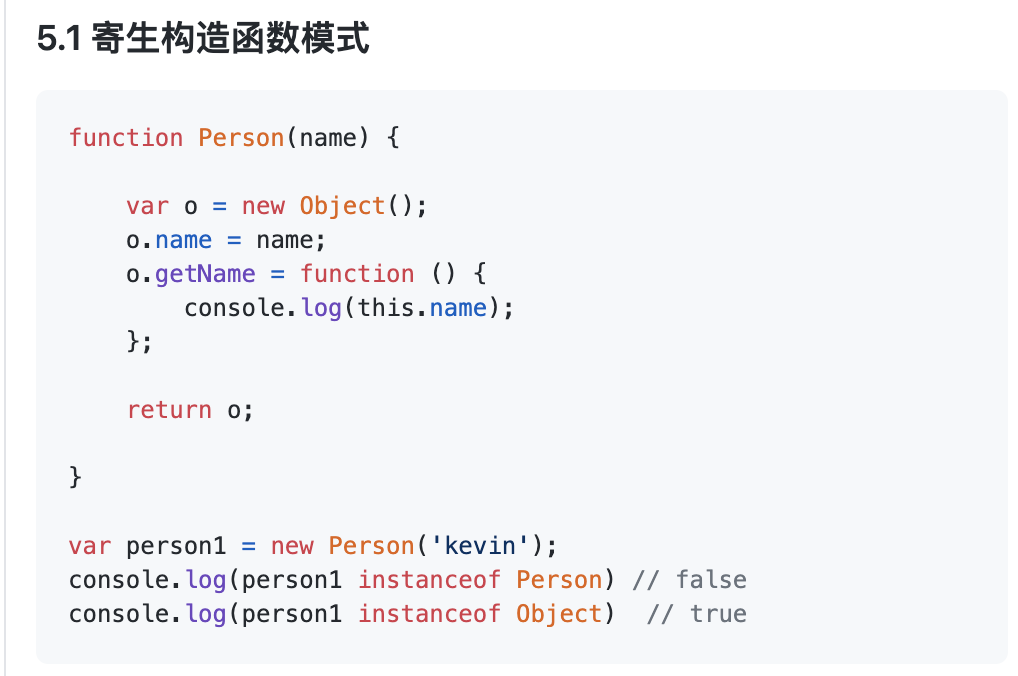 5.1 寄生构造函数模式
function Person(name) {
    var o = new Object();
    o.name = name;
    o.getName = function () {
        console.log(this.name);
    };
    return o;
}
var person1 = new Person('kevin');
console.log(person1 instanceof Person) // false
console.log(person1 instanceof Object)  // true